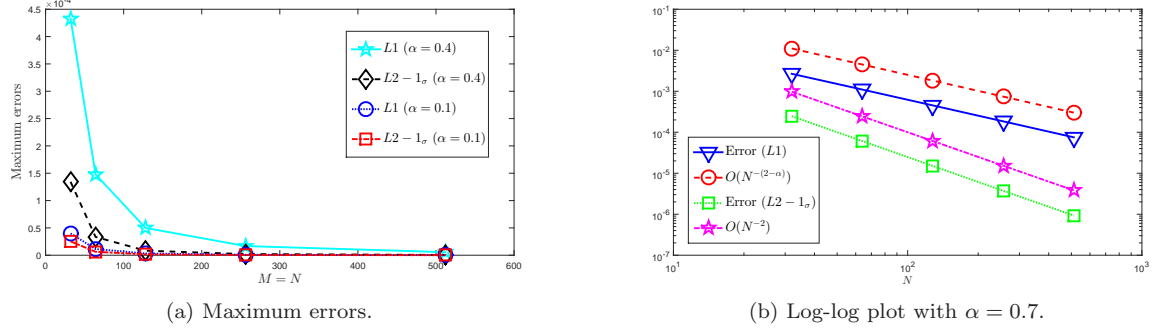 ×10⁻⁴
4.5
4
3.5
3
2.5
2
1.5
1
0.5
0
Maximum errors
0 100 200 300 400 500 600
M = N
L1 (α = 0.4)
L2 − 1σ (α = 0.4)
L1 (α = 0.1)
L2 − 1σ (α = 0.1)
(a) Maximum errors.
10⁻¹
10⁻²
10⁻³
10⁻⁴
10⁻⁵
10⁻⁶
10⁻⁷
10¹ 10² 10³
N
Error (L1)
O(N⁻⁽²⁻ᵅ⁾)
Error (L2 − 1σ)
O(N⁻²)
(b) Log-log plot with α = 0.7.